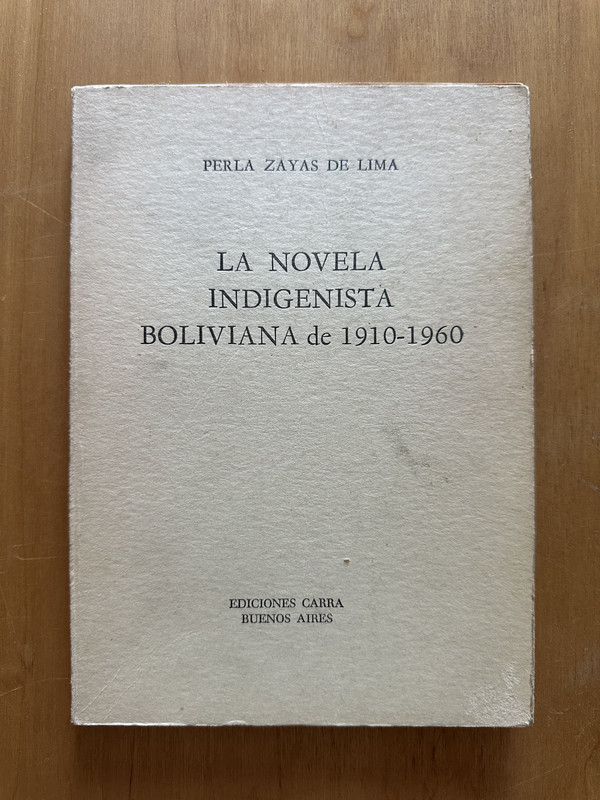 PERLA ZAYAS DE LIMA
LA NOVELA
INDIGENISTA
BOLIVIANA de 1910-1960
EDICIONES CARRA
BUENOS AIRES